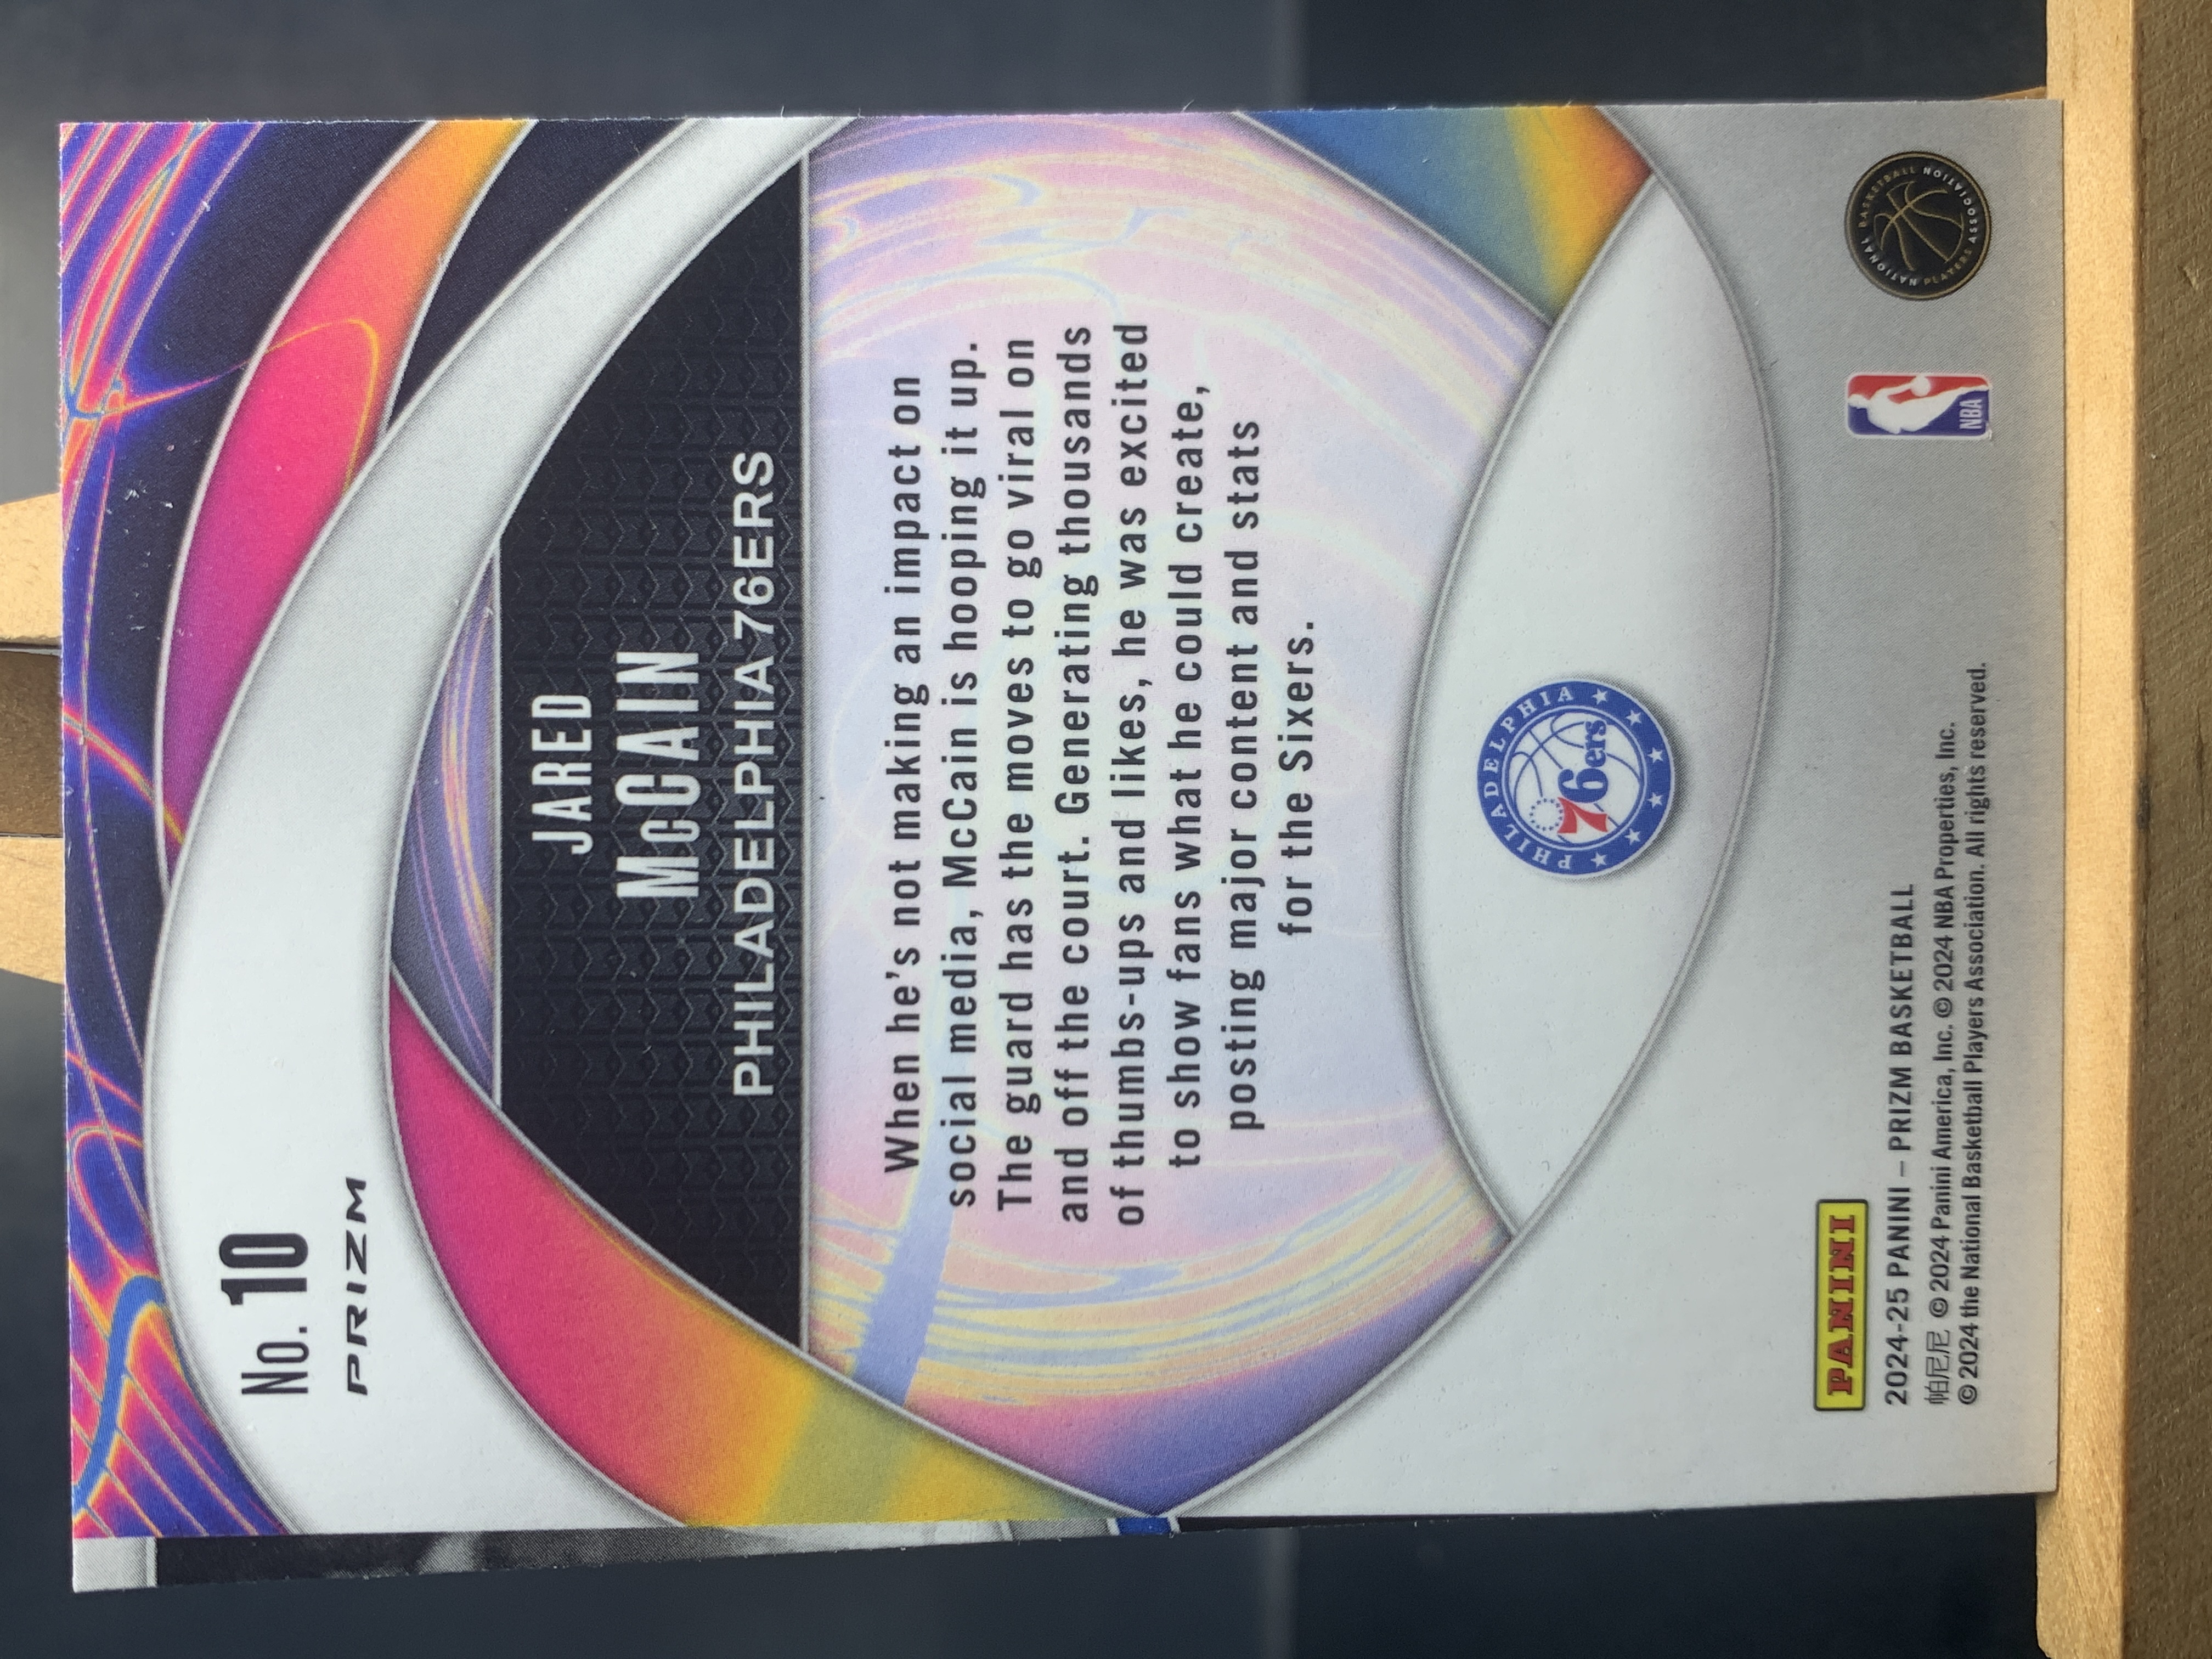 No. 10
PRIZM
JARED
McCAIN
PHILADELPHIA 76ERS
When he's not making an impact on
social media, McCain is hooping it up.
The guard has the moves to go viral on
and off the court. Generating thousands
of thumbs-ups and likes, he was excited
to show fans what he could create,
posting major content and stats
for the Sixers.
PHILADELPHIA
76ers
PANINI
2024-25 PANINI – PRIZM BASKETBALL
帕尼尼 © 2024 Panini America, Inc. © 2024 NBA Properties, Inc.
© 2024 the National Basketball Players Association. All rights reserved.
NBA
NATIONAL BASKETBALL
PLAYERS ASSOCIATION